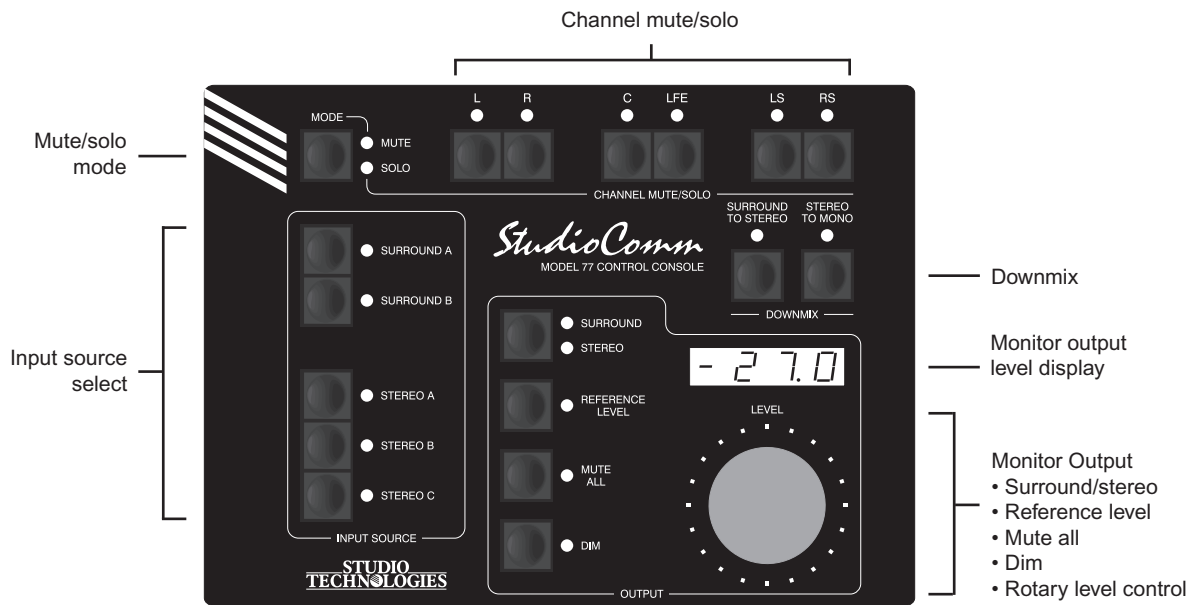 Channel mute/solo
L R C LFE LS RS
MODE
MUTE
SOLO
CHANNEL MUTE/SOLO
Mute/solo
mode
SURROUND
TO STEREO
STEREO
TO MONO
DOWNMIX
Downmix
StudioComm
MODEL 77 CONTROL CONSOLE
Input source
select
SURROUND A
SURROUND B
STEREO A
STEREO B
STEREO C
INPUT SOURCE
STUDIO
TECHNOLOGIES
SURROUND
STEREO
REFERENCE
LEVEL
MUTE
ALL
DIM
OUTPUT
- 27.0
LEVEL
Monitor output
level display
Monitor Output
• Surround/stereo
• Reference level
• Mute all
• Dim
• Rotary level control